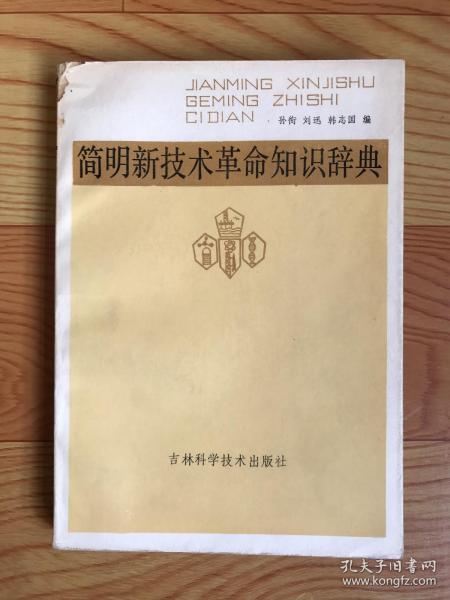 JIANMING XINJISHU
GEMING ZHISHI
CIDIAN
孙衔 刘迅 韩志国 编
简明新技术革命知识辞典
吉林科学技术出版社
孔夫子旧书网
www.kongfz.com